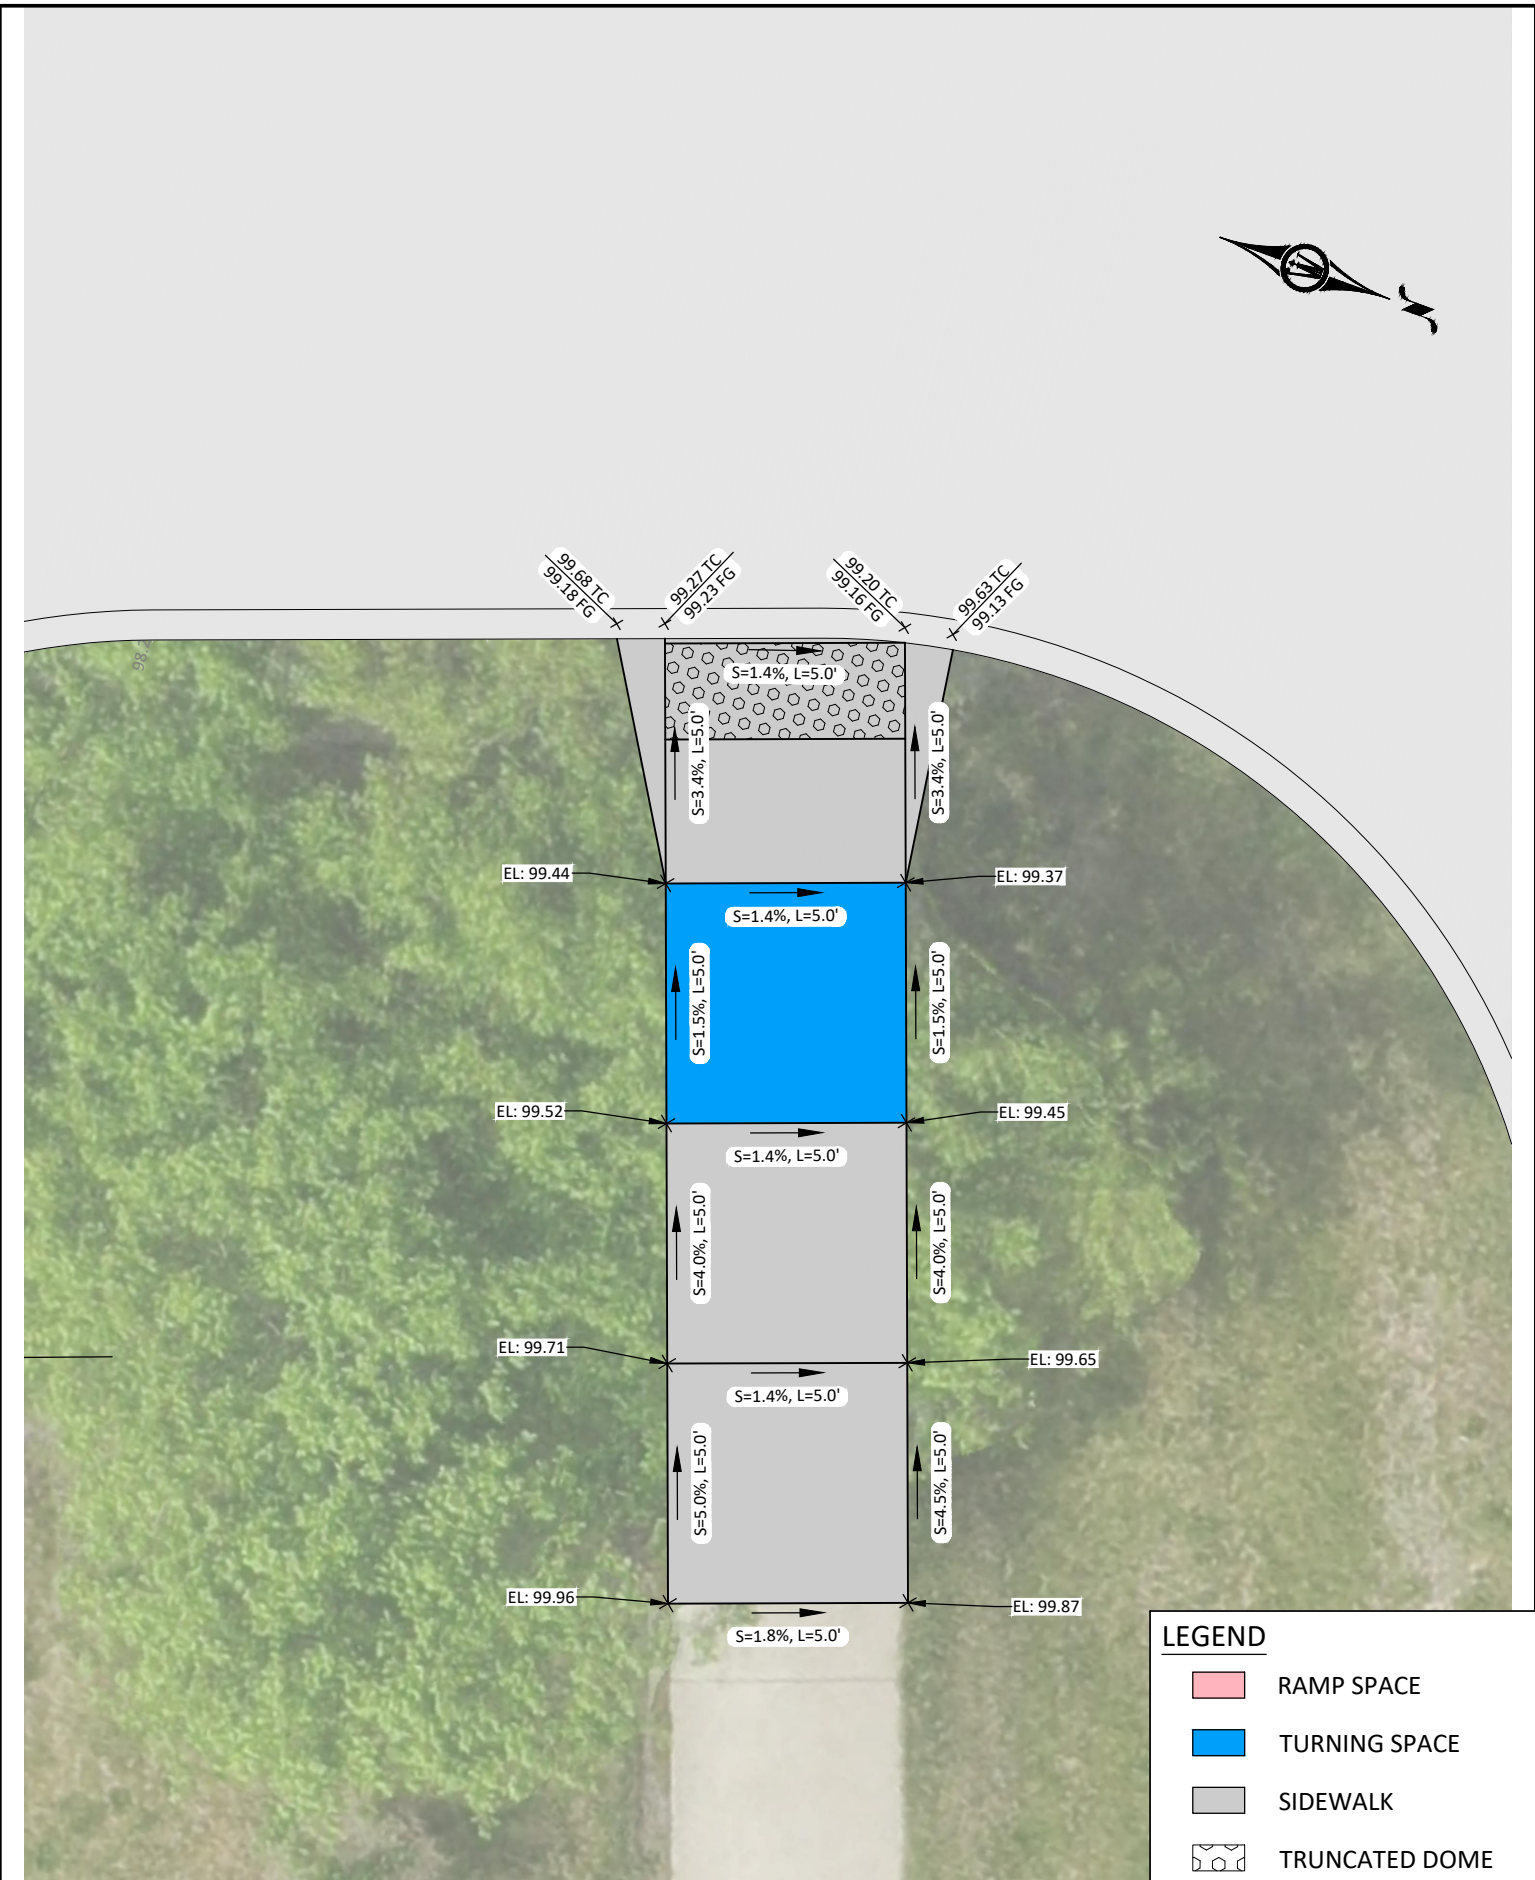 99.68 TC
99.18 FG
99.27 TC
99.23 FG
99.20 TC
99.16 FG
99.63 TC
99.13 FG
S=1.4%, L=5.0'
S=3.4%, L=5.0'
S=3.4%, L=5.0'
EL: 99.44
EL: 99.37
S=1.4%, L=5.0'
S=1.5%, L=5.0'
S=1.5%, L=5.0'
EL: 99.52
EL: 99.45
S=1.4%, L=5.0'
S=4.0%, L=5.0'
S=4.0%, L=5.0'
EL: 99.71
EL: 99.65
S=1.4%, L=5.0'
S=5.0%, L=5.0'
S=4.5%, L=5.0'
EL: 99.96
EL: 99.87
S=1.8%, L=5.0'
LEGEND
RAMP SPACE
TURNING SPACE
SIDEWALK
TRUNCATED DOME